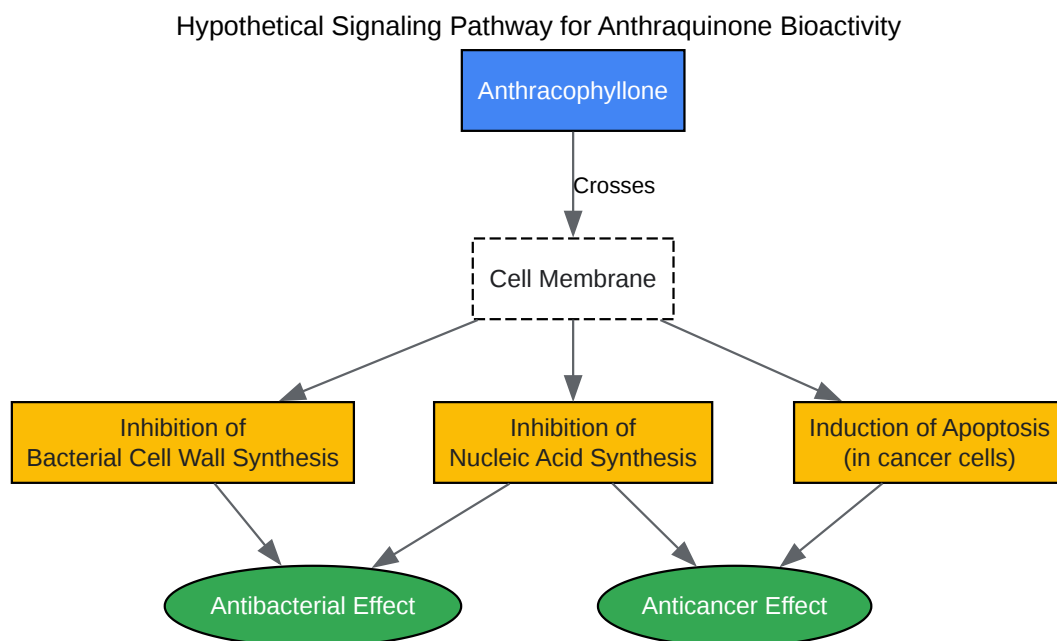 Hypothetical Signaling Pathway for Anthraquinone Bioactivity
Anthracophyllone
Crosses
Cell Membrane
Inhibition of
Bacterial Cell Wall Synthesis
Inhibition of
Nucleic Acid Synthesis
Induction of Apoptosis
(in cancer cells)
Antibacterial Effect
Anticancer Effect